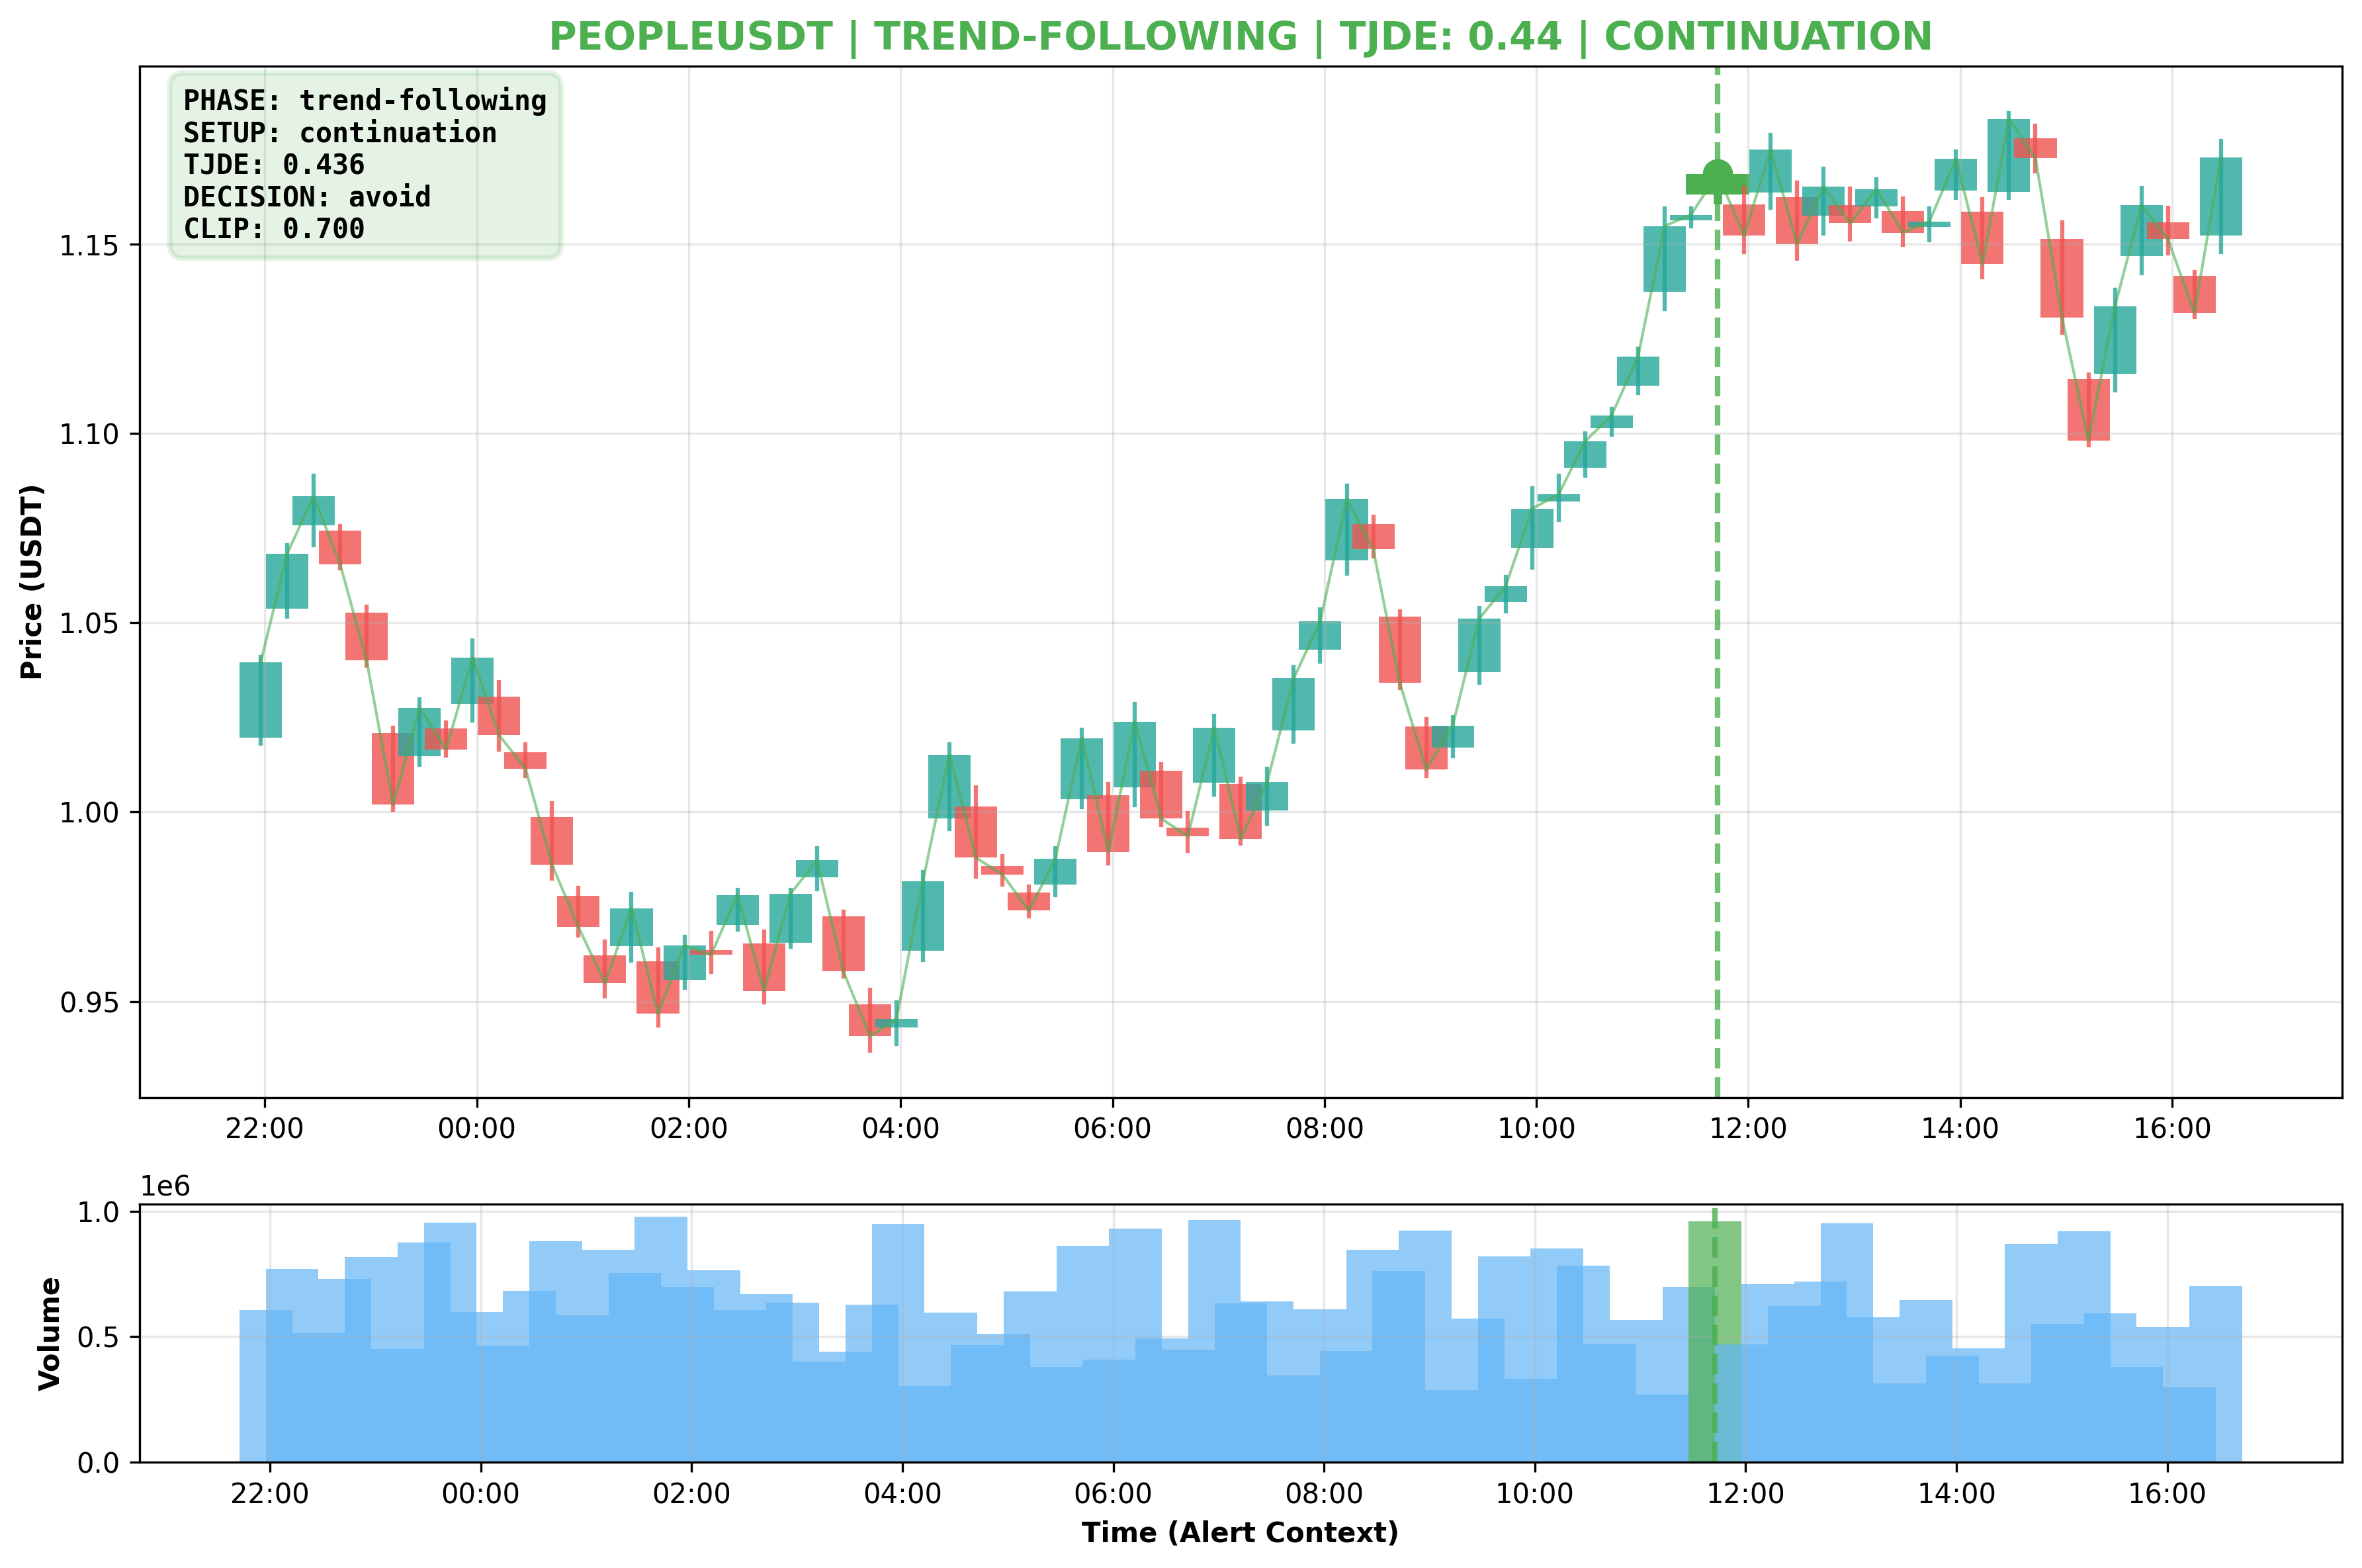 PEOPLEUSDT | TREND-FOLLOWING | TJDE: 0.44 | CONTINUATION
PHASE: trend-following
SETUP: continuation
TJDE: 0.436
DECISION: avoid
CLIP: 0.700
Price (USDT)
1.15
1.10
1.05
1.00
0.95
22:00 00:00 02:00 04:00 06:00 08:00 10:00 12:00 14:00 16:00
1e6
Volume
1.0
0.5
0.0
22:00 00:00 02:00 04:00 06:00 08:00 10:00 12:00 14:00 16:00
Time (Alert Context)